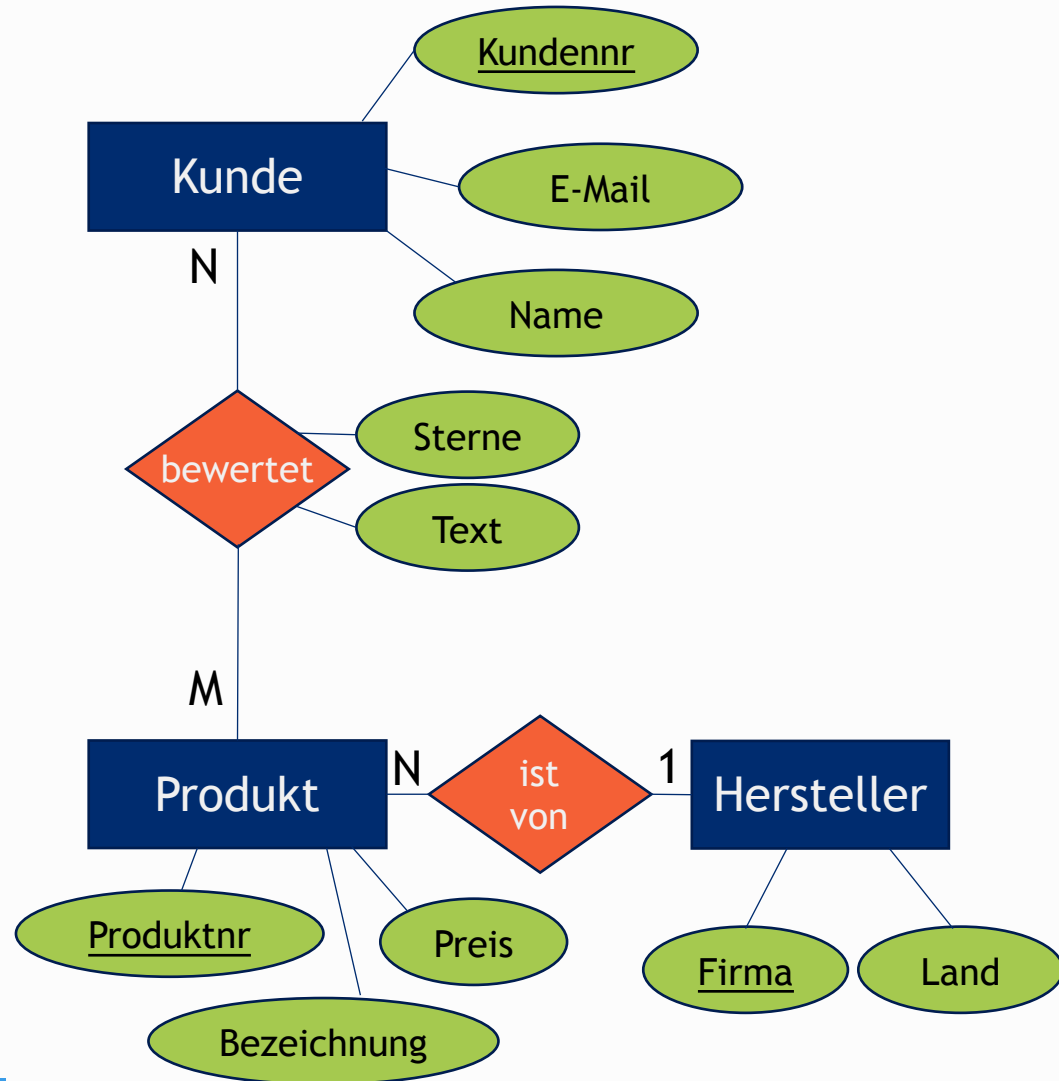 Kundennr
Kunde
E-Mail
N
Name
Sterne
bewertet
Text
M
Produkt
N
ist
von
1
Hersteller
Produktnr
Preis
Firma
Land
Bezeichnung